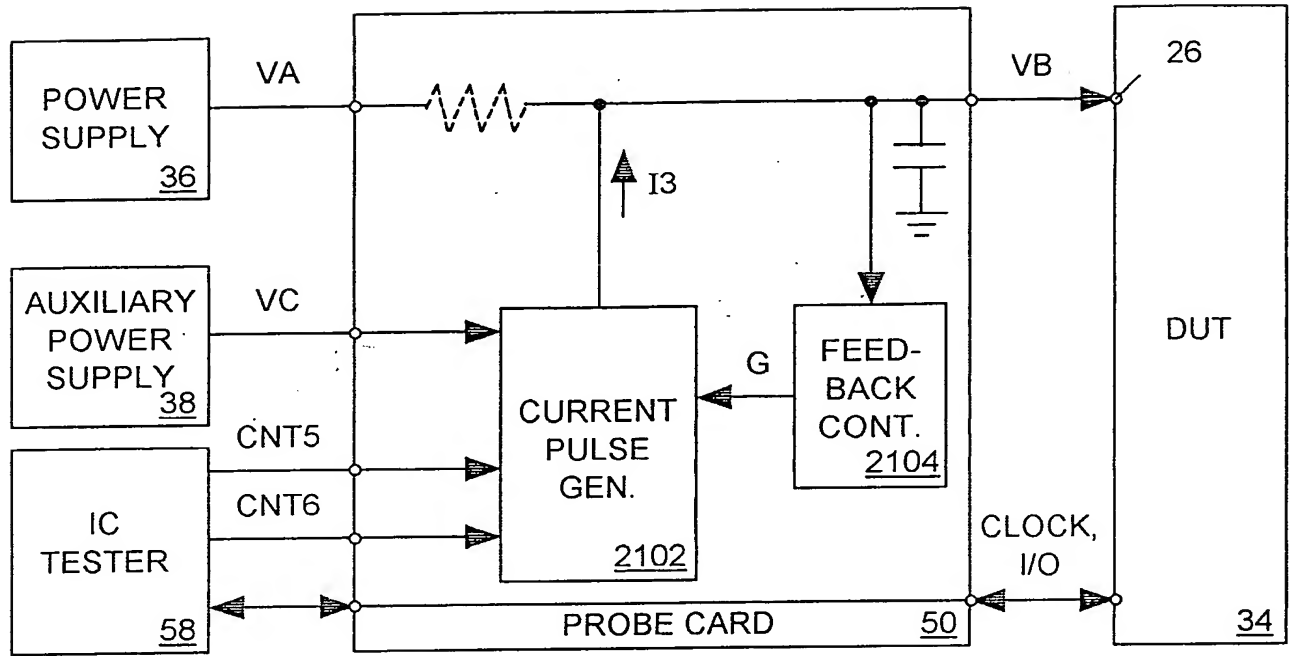 VA
VB
26
POWER
SUPPLY
36
I3
AUXILIARY
POWER
SUPPLY
38
VC
DUT
FEED-
BACK
CONT.
2104
G
CURRENT
PULSE
GEN.
2102
CNT5
CNT6
IC
TESTER
58
CLOCK,
I/O
PROBE CARD
50
34